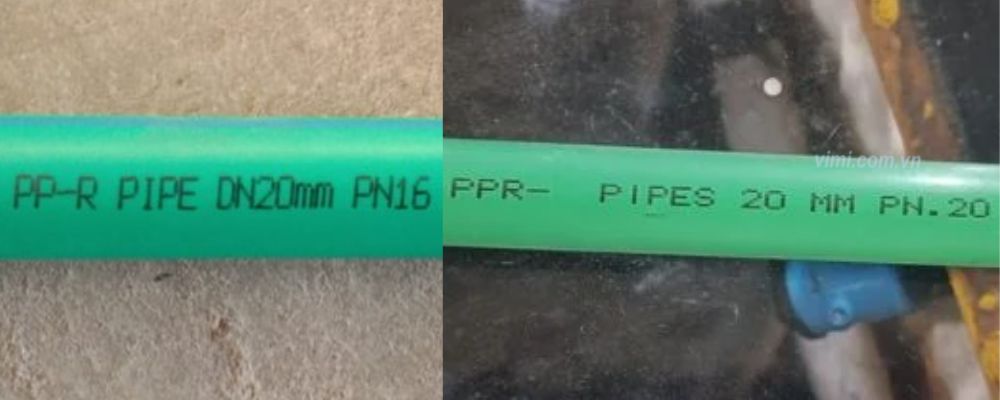 PP-R PIPE DN20mm PN16
vimi.com.vn
PPR- PIPES 20 MM PN.20